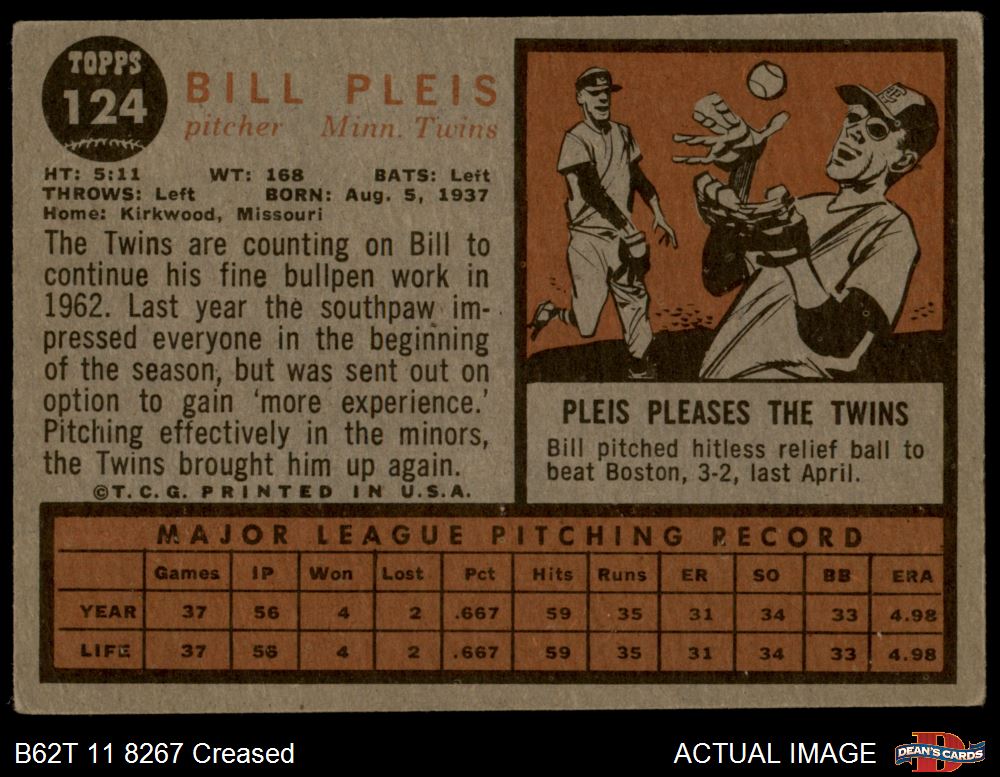 TOPPS
124
BILL PLEIS
pitcher Minn. Twins
HT: 5:11 WT: 168 BATS: Left
THROWS: Left BORN: Aug. 5, 1937
Home: Kirkwood, Missouri
The Twins are counting on Bill to
continue his fine bullpen work in
1962. Last year the southpaw im-
pressed everyone in the beginning
of the season, but was sent out on
option to gain 'more experience.'
Pitching effectively in the minors,
the Twins brought him up again.
©T.C.G. PRINTED IN U.S.A.
PLEIS PLEASES THE TWINS
Bill pitched hitless relief ball to
beat Boston, 3-2, last April.
MAJOR LEAGUE PITCHING RECORD
Games IP Won Lost Pct Hits Runs ER SO BB ERA
YEAR 37 56 4 2 .667 59 35 31 34 33 4.98
LIFE 37 56 4 2 .667 59 35 31 34 33 4.98
B62T 11 8267 Creased
ACTUAL IMAGE
DEAN'S CARDS